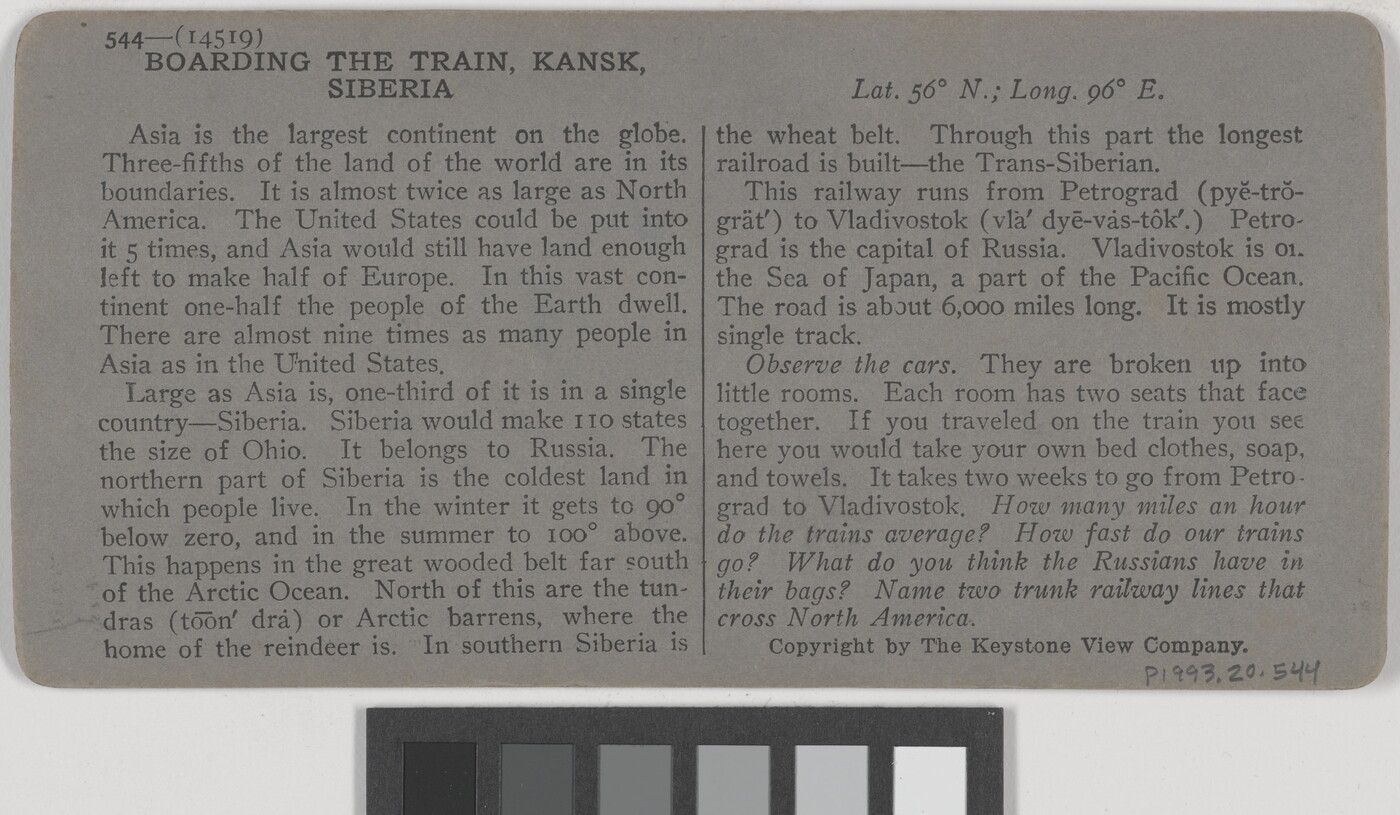 544—(14519)
BOARDING THE TRAIN, KANSK,
SIBERIA
Asia is the largest continent on the globe.
Three-fifths of the land of the world are in its
boundaries. It is almost twice as large as North
America. The United States could be put into
it 5 times, and Asia would still have land enough
left to make half of Europe. In this vast con-
tinent one-half the people of the Earth dwell.
There are almost nine times as many people in
Asia as in the United States.
Large as Asia is, one-third of it is in a single
country—Siberia. Siberia would make 110 states
the size of Ohio. It belongs to Russia. The
northern part of Siberia is the coldest land in
which people live. In the winter it gets to 90°
below zero, and in the summer to 100° above.
This happens in the great wooded belt far south
of the Arctic Ocean. North of this are the tun-
dras (tōōn′ drȧ) or Arctic barrens, where the
home of the reindeer is. In southern Siberia is
Lat. 56° N.; Long. 96° E.
the wheat belt. Through this part the longest
railroad is built—the Trans-Siberian.
This railway runs from Petrograd (pyĕ-trŏ-
grät′) to Vladivostok (vlȧ′ dyē-vȧs-tôk′.) Petro-
grad is the capital of Russia. Vladivostok is on
the Sea of Japan, a part of the Pacific Ocean.
The road is about 6,000 miles long. It is mostly
single track.
Observe the cars. They are broken up into
little rooms. Each room has two seats that face
together. If you traveled on the train you see
here you would take your own bed clothes, soap,
and towels. It takes two weeks to go from Petro-
grad to Vladivostok. How many miles an hour
do the trains average? How fast do our trains
go? What do you think the Russians have in
their bags? Name two trunk railway lines that
cross North America.
Copyright by The Keystone View Company.
P1993.20.544